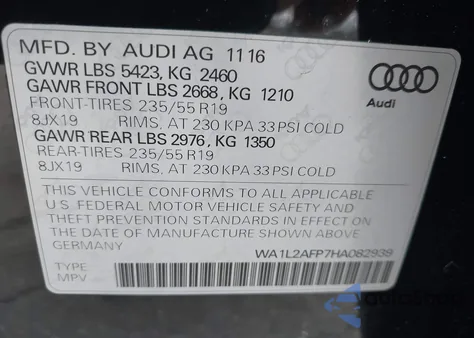 MFD. BY AUDI AG 11 16
GVWR LBS 5423, KG 2460
GAWR FRONT LBS 2668, KG 1210
FRONT-TIRES 235/55 R19
8JX19 RIMS, AT 230 KPA 33 PSI COLD
GAWR REAR LBS 2976, KG 1350
REAR-TIRES 235/55 R19
8JX19 RIMS, AT 230 KPA 33 PSI COLD
Audi
THIS VEHICLE CONFORMS TO ALL APPLICABLE
U.S. FEDERAL MOTOR VEHICLE SAFETY AND
THEFT PREVENTION STANDARDS IN EFFECT ON
THE DATE OF MANUFACTURE SHOWN ABOVE
GERMANY
WA1L2AFP7HA082939
TYPE:
MPV